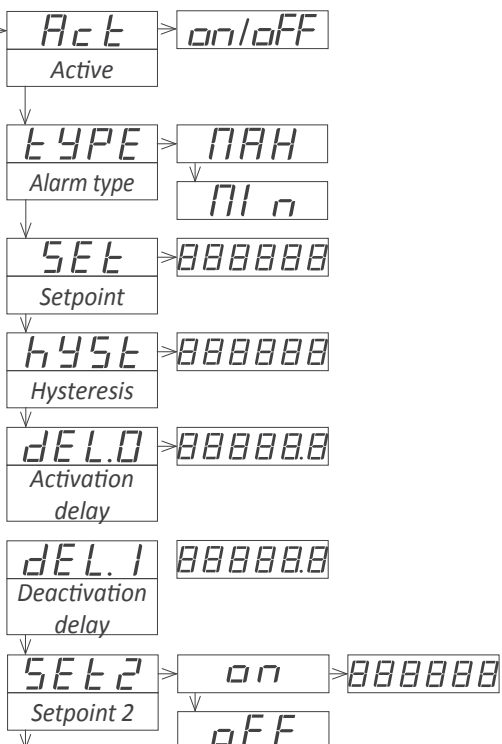 Act on/oFF
Active
tYPE MAH
Alarm type
MI n
SEt 888888
Setpoint
hYSt 888888
Hysteresis
dEL.0 88888.8
Activation
delay
dEL.1 88888.8
Deactivation
delay
SEt2 on 888888
Setpoint 2
oFF